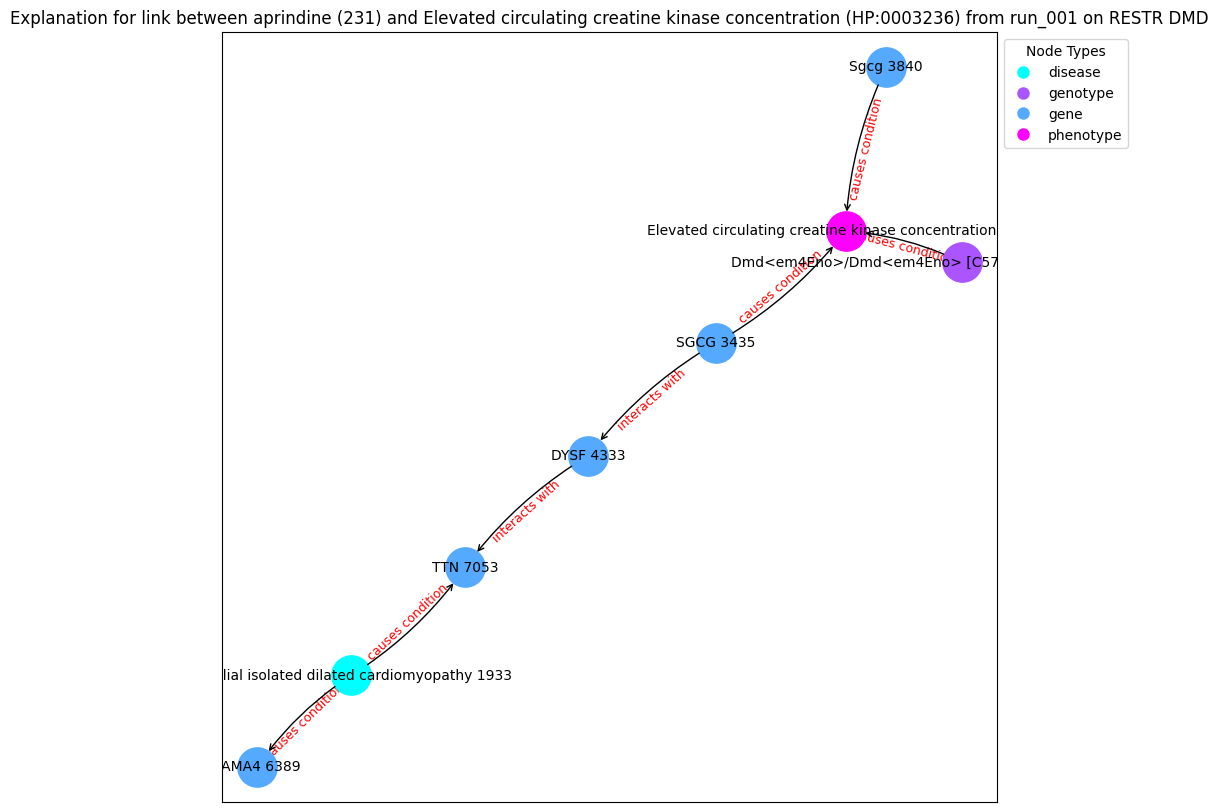 Explanation for link between aprindine (231) and Elevated circulating creatine kinase concentration (HP:0003236) from run_001 on RESTR DMD
Node Types
disease
genotype
gene
phenotype
Sgcg 3840
causes condition
Elevated circulating creatine kinase concentration
auses condition
Dmd<em4Eno>/Dmd<em4Eno> [C57
causes condition
SGCG 3435
interacts with
DYSF 4333
interacts with
TTN 7053
causes condition
lial isolated dilated cardiomyopathy 1933
auses condition
AMA4 6389